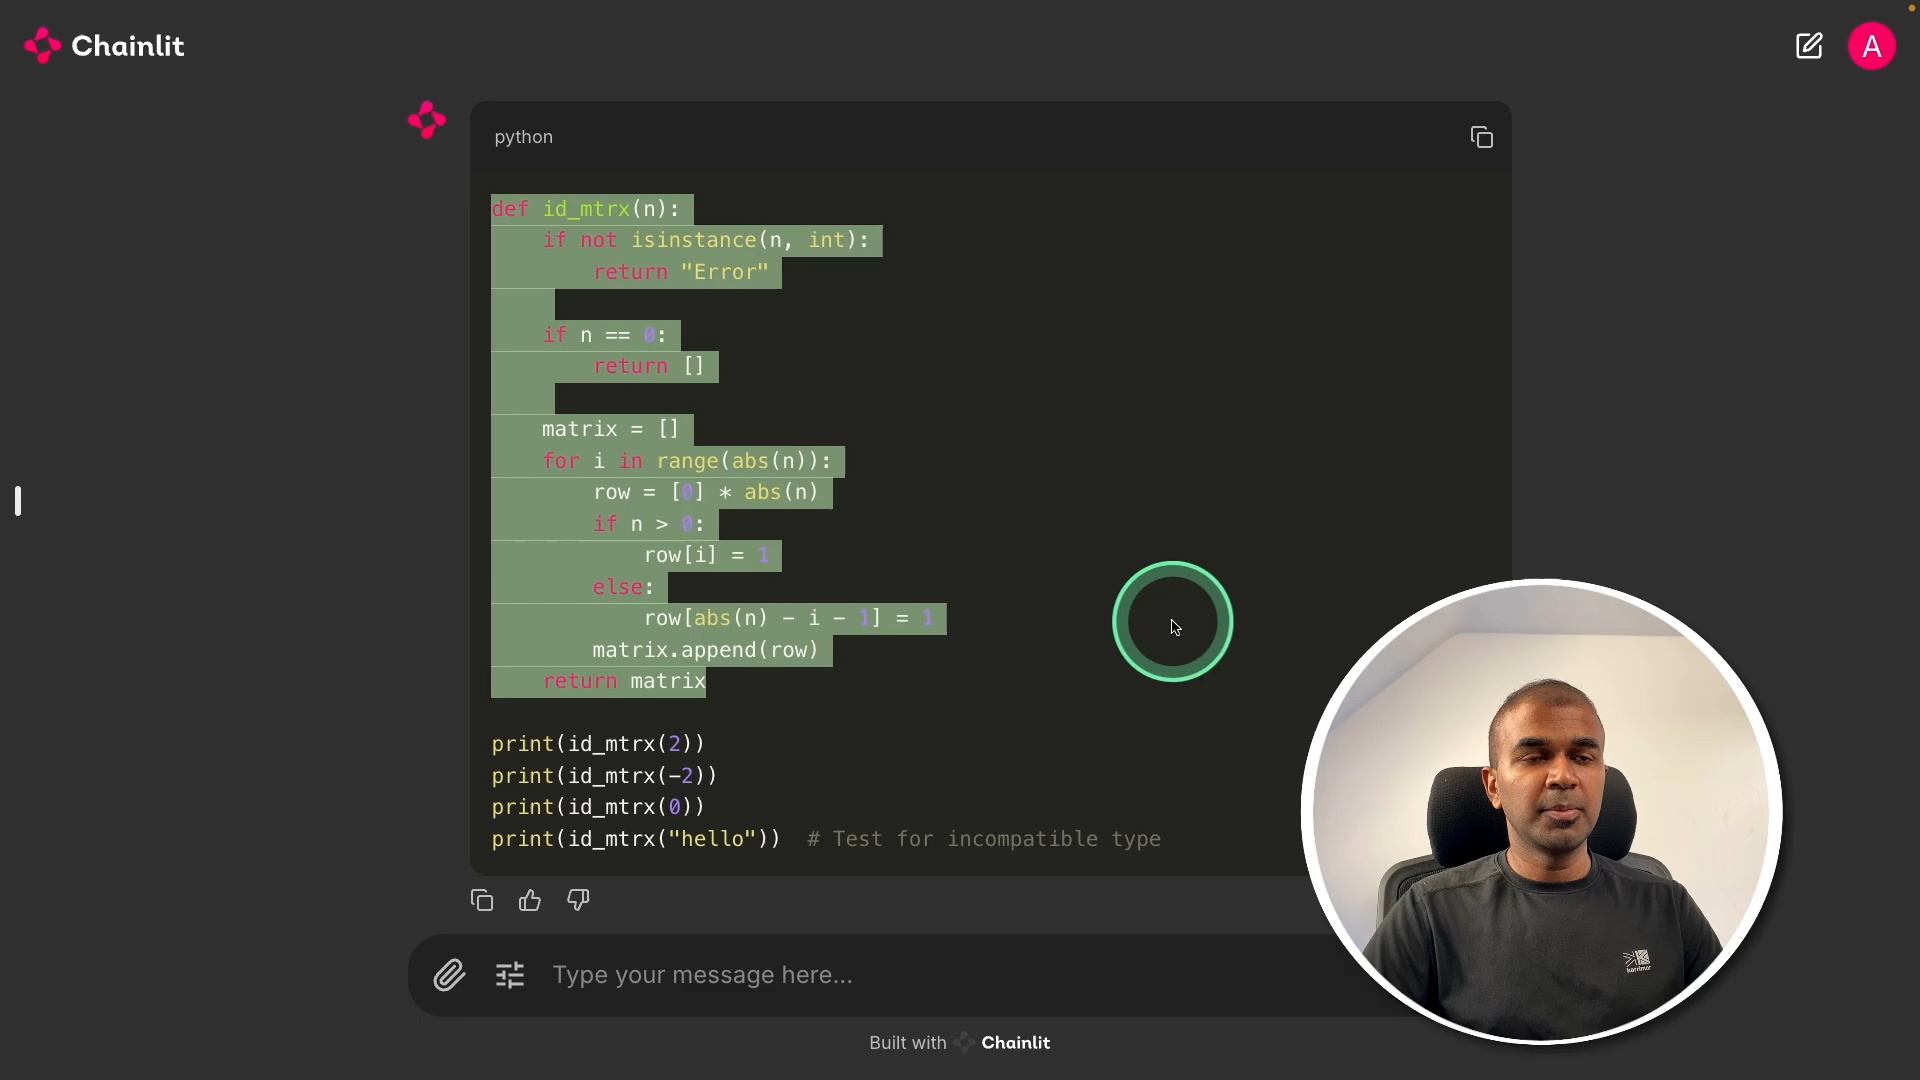 Chainlit
A
python
def id_mtrx(n):
    if not isinstance(n, int):
        return "Error"
    if n == 0:
        return []
    matrix = []
    for i in range(abs(n)):
        row = [0] * abs(n)
        if n > 0:
            row[i] = 1
        else:
            row[abs(n) - i - 1] = 1
        matrix.append(row)
    return matrix
print(id_mtrx(2))
print(id_mtrx(-2))
print(id_mtrx(0))
print(id_mtrx("hello"))  # Test for incompatible type
Type your message here...
Built with Chainlit
karrimor